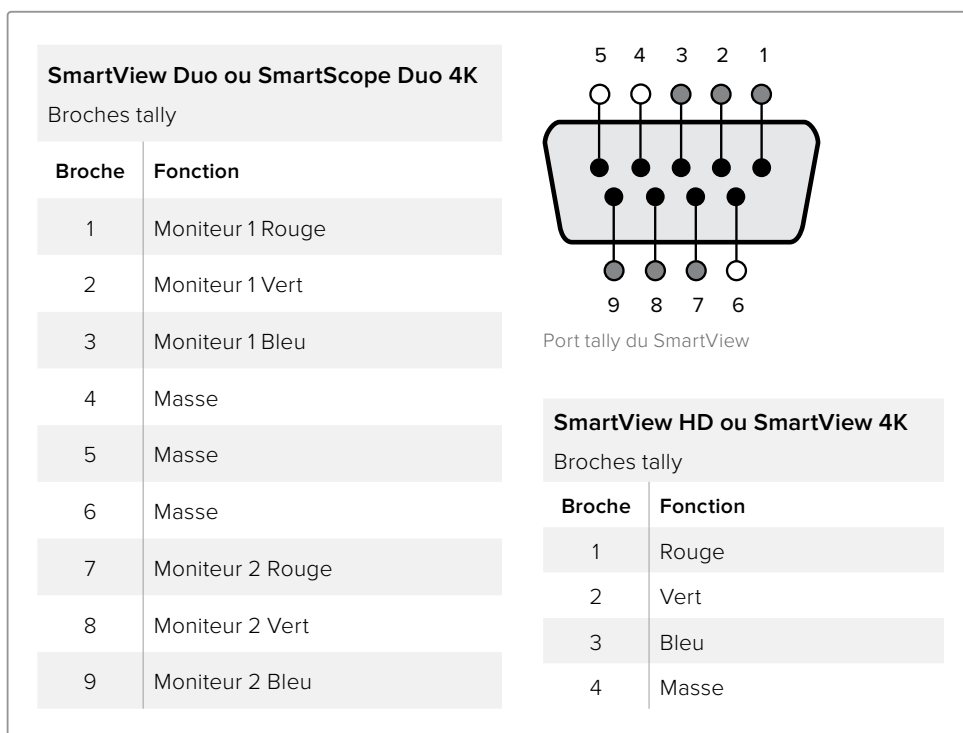 SmartView Duo ou SmartScope Duo 4K
Broches tally
Broche Fonction
1 Moniteur 1 Rouge
2 Moniteur 1 Vert
3 Moniteur 1 Bleu
4 Masse
5 Masse
6 Masse
7 Moniteur 2 Rouge
8 Moniteur 2 Vert
9 Moniteur 2 Bleu
5 4 3 2 1
9 8 7 6
Port tally du SmartView
SmartView HD ou SmartView 4K
Broches tally
Broche Fonction
1 Rouge
2 Vert
3 Bleu
4 Masse